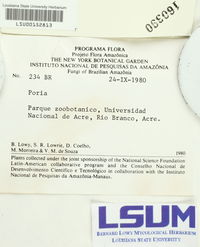 Louisiana State University Herbarium
LSU00152813
160330
PROGRAMA FLORA
Projeto Flora Amazônica
THE NEW YORK BOTANICAL GARDEN
INSTITUTO NACIONAL DE PESQUISAS DA AMAZÔNIA
Fungi of Brazilian Amazônia
No. 234 BR 24-IX-1980
Poria
Parque zoobotanico, Universidad
Nacional de Acre, Rio Branco, Acre.
B. Lowy, S. R. Lowrie, D. Coelho,
M. Moreira & V. M. de Souza 1980
Plants collected under the joint sponsorship of the National Science Foundation
Latin-American collaborative program and the Conselho Nacional de
Desenvolvimento Científico e Tecnológico in collaboration with the Instituto
Nacional de Pesquisas da Amazônia-Manaus.
LSUM
BERNARD LOWY MYCOLOGICAL HERBARIUM
LOUISIANA STATE UNIVERSITY